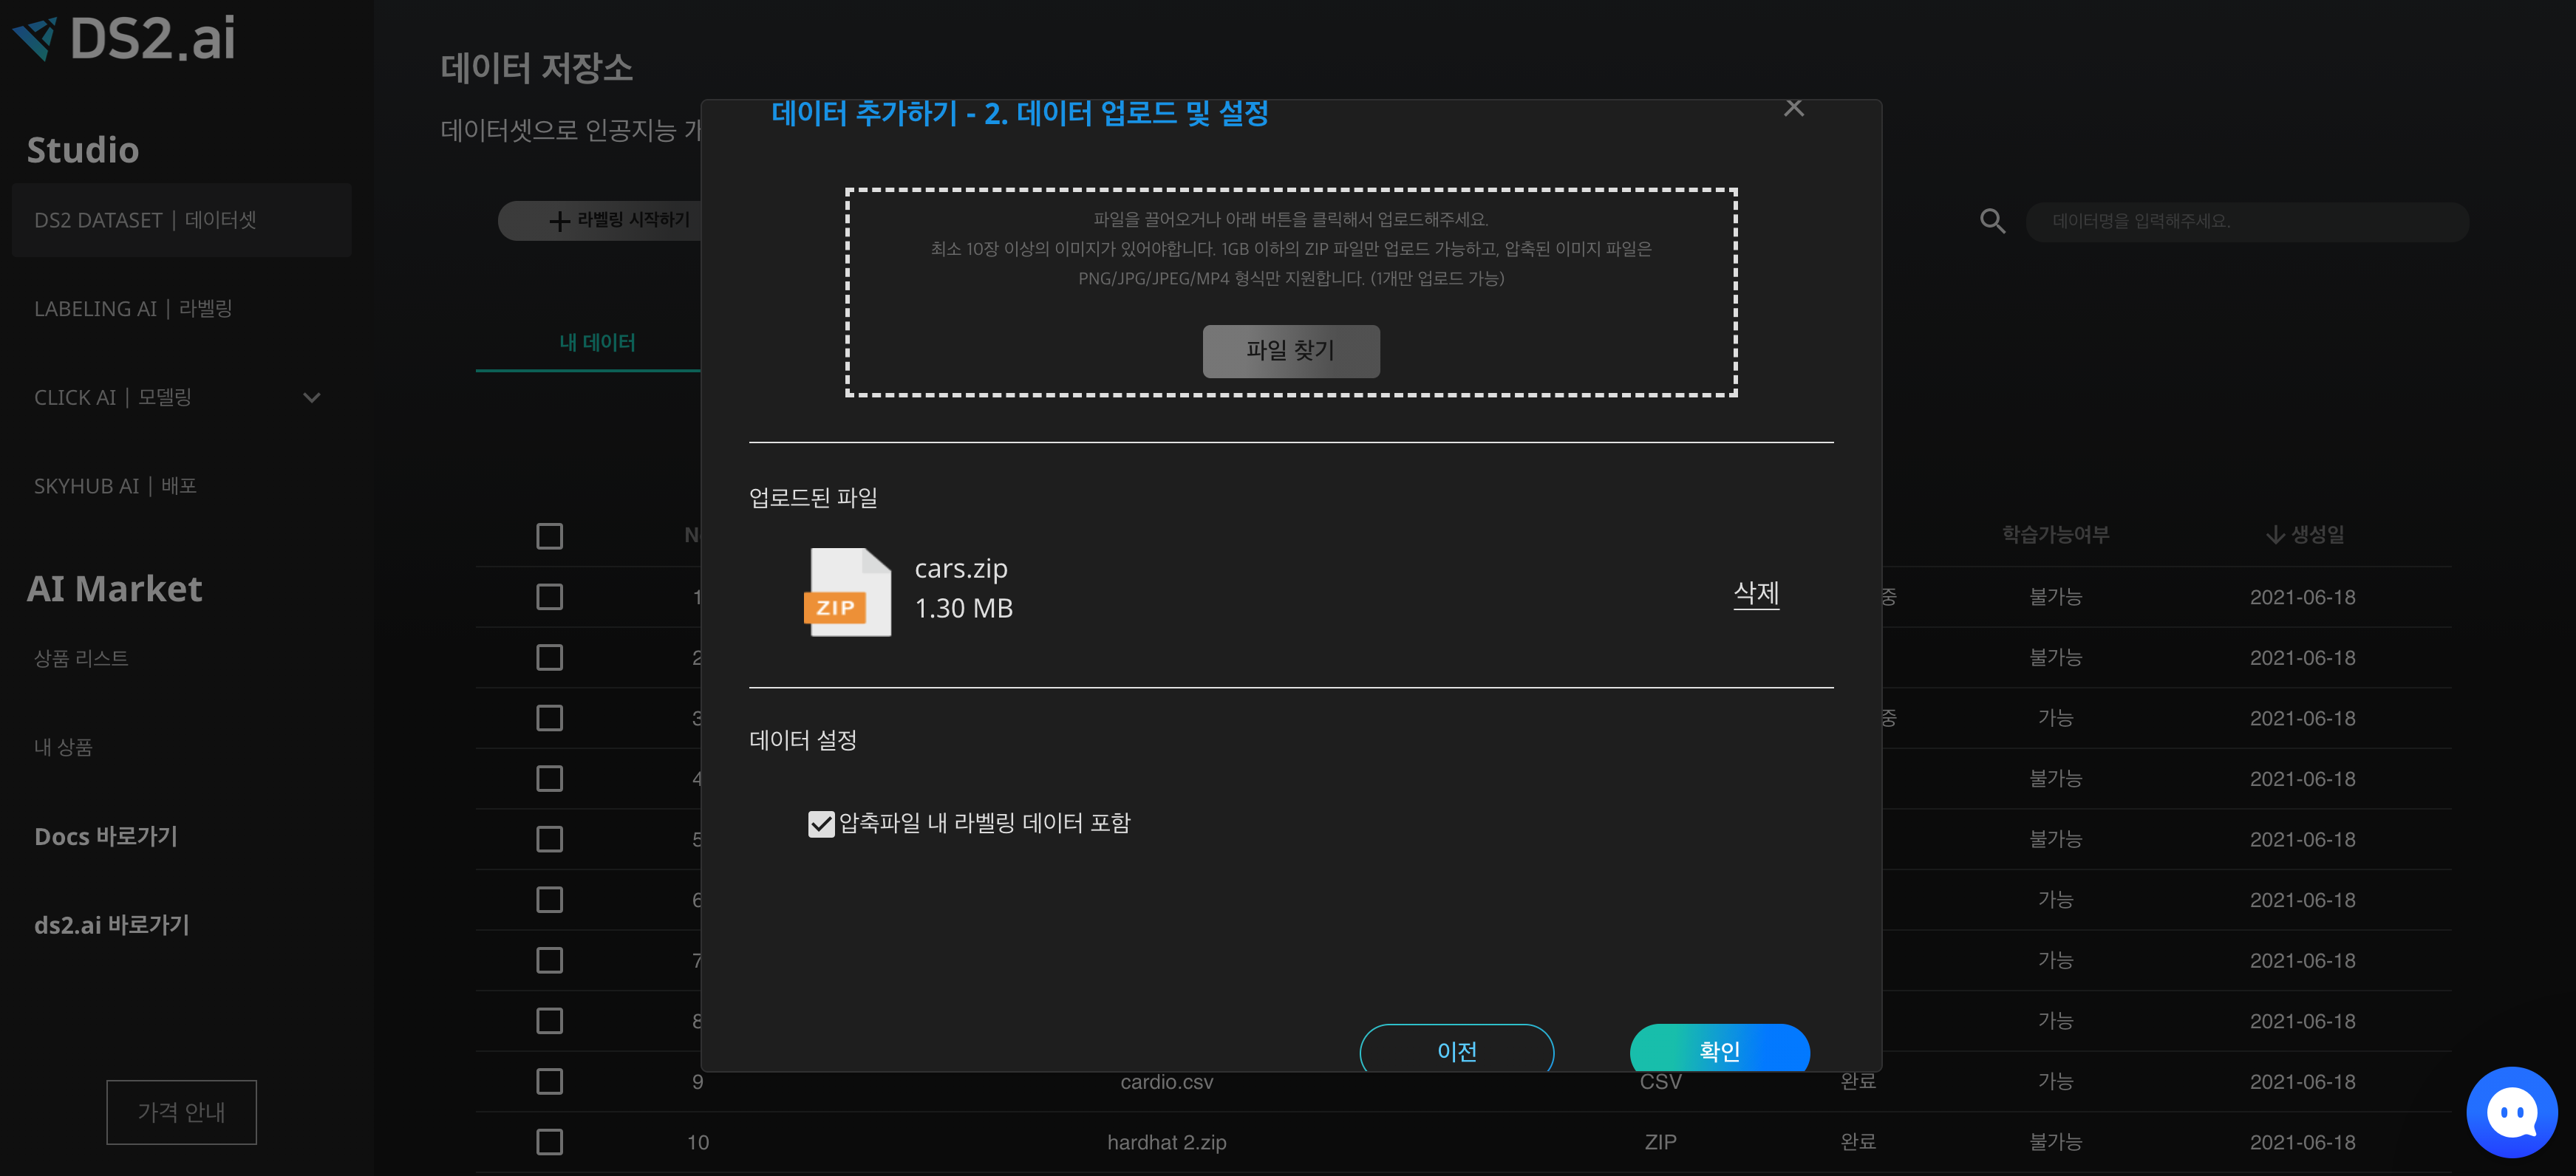 DS2.ai
Studio
DS2 DATASET | 데이터셋
LABELING AI | 라벨링
CLICK AI | 모델링
SKYHUB AI | 배포
AI Market
상품 리스트
내 상품
Docs 바로가기
ds2.ai 바로가기
가격 안내
데이터 저장소
데이터셋으로 인공지능
라벨링 시작하기
데이터명을 입력해주세요.
내 데이터
데이터 추가하기 - 2. 데이터 업로드 및 설정
파일을 끌어오거나 아래 버튼을 클릭해서 업로드해주세요.
최소 10장 이상의 이미지가 있어야합니다. 1GB 이하의 ZIP 파일만 업로드 가능하고, 압축된 이미지 파일은
PNG/JPG/JPEG/MP4 형식만 지원합니다. (1개만 업로드 가능)
파일 찾기
업로드된 파일
ZIP
cars.zip
1.30 MB
삭제
데이터 설정
압축파일 내 라벨링 데이터 포함
이전
확인
학습가능여부 생성일
1 중 불가능 2021-06-18
2 불가능 2021-06-18
3 중 가능 2021-06-18
4 불가능 2021-06-18
5 불가능 2021-06-18
6 가능 2021-06-18
7 가능 2021-06-18
8 가능 2021-06-18
9 cardio.csv CSV 완료 가능 2021-06-18
10 hardhat 2.zip ZIP 완료 불가능 2021-06-18